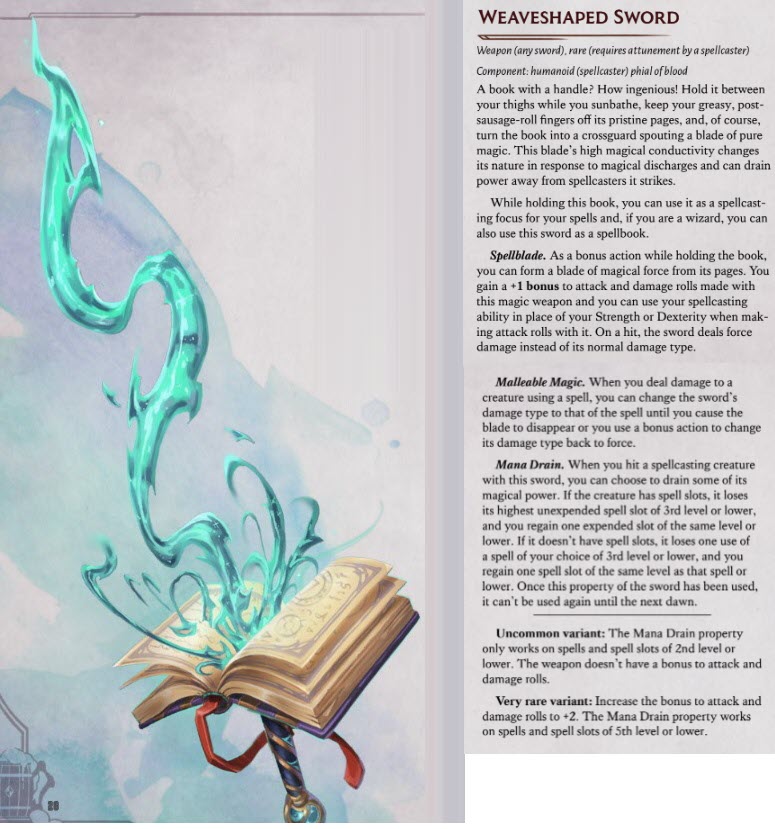 WEAVESHAPED SWORD
Weapon (any sword), rare (requires attunement by a spellcaster)
Component: humanoid (spellcaster) phial of blood
A book with a handle? How ingenious! Hold it between
your thighs while you sunbathe, keep your greasy, post-
sausage-roll fingers off its pristine pages, and, of course,
turn the book into a crossguard spouting a blade of pure
magic. This blade's high magical conductivity changes
its nature in response to magical discharges and can drain
power away from spellcasters it strikes.
While holding this book, you can use it as a spellcast-
ing focus for your spells and, if you are a wizard, you can
also use this sword as a spellbook.
Spellblade. As a bonus action while holding the book,
you can form a blade of magical force from its pages. You
gain a +1 bonus to attack and damage rolls made with
this magic weapon and you can use your spellcasting
ability in place of your Strength or Dexterity when mak-
ing attack rolls with it. On a hit, the sword deals force
damage instead of its normal damage type.
Malleable Magic. When you deal damage to a
creature using a spell, you can change the sword's
damage type to that of the spell until you cause the
blade to disappear or you use a bonus action to change
its damage type back to force.
Mana Drain. When you hit a spellcasting creature
with this sword, you can choose to drain some of its
magical power. If the creature has spell slots, it loses
its highest unexpended spell slot of 3rd level or lower,
and you regain one expended slot of the same level or
lower. If it doesn't have spell slots, it loses one use of
a spell of your choice of 3rd level or lower, and you
regain one spell slot of the same level as that spell or
lower. Once this property of the sword has been used,
it can't be used again until the next dawn.
Uncommon variant: The Mana Drain property
only works on spells and spell slots of 2nd level or
lower. The weapon doesn't have a bonus to attack and
damage rolls.
Very rare variant: Increase the bonus to attack and
damage rolls to +2. The Mana Drain property works
on spells and spell slots of 5th level or lower.